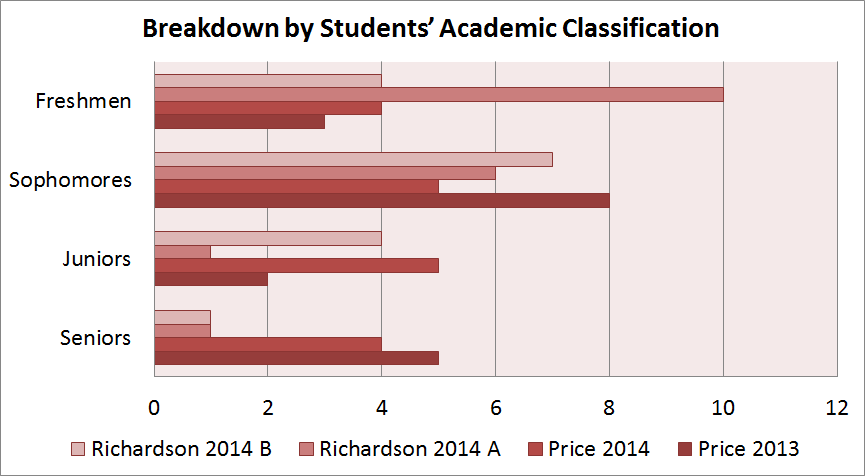 Breakdown by Students’ Academic Classification
Freshmen
Sophomores
Juniors
Seniors
0 2 4 6 8 10 12
Richardson 2014 B Richardson 2014 A Price 2014 Price 2013